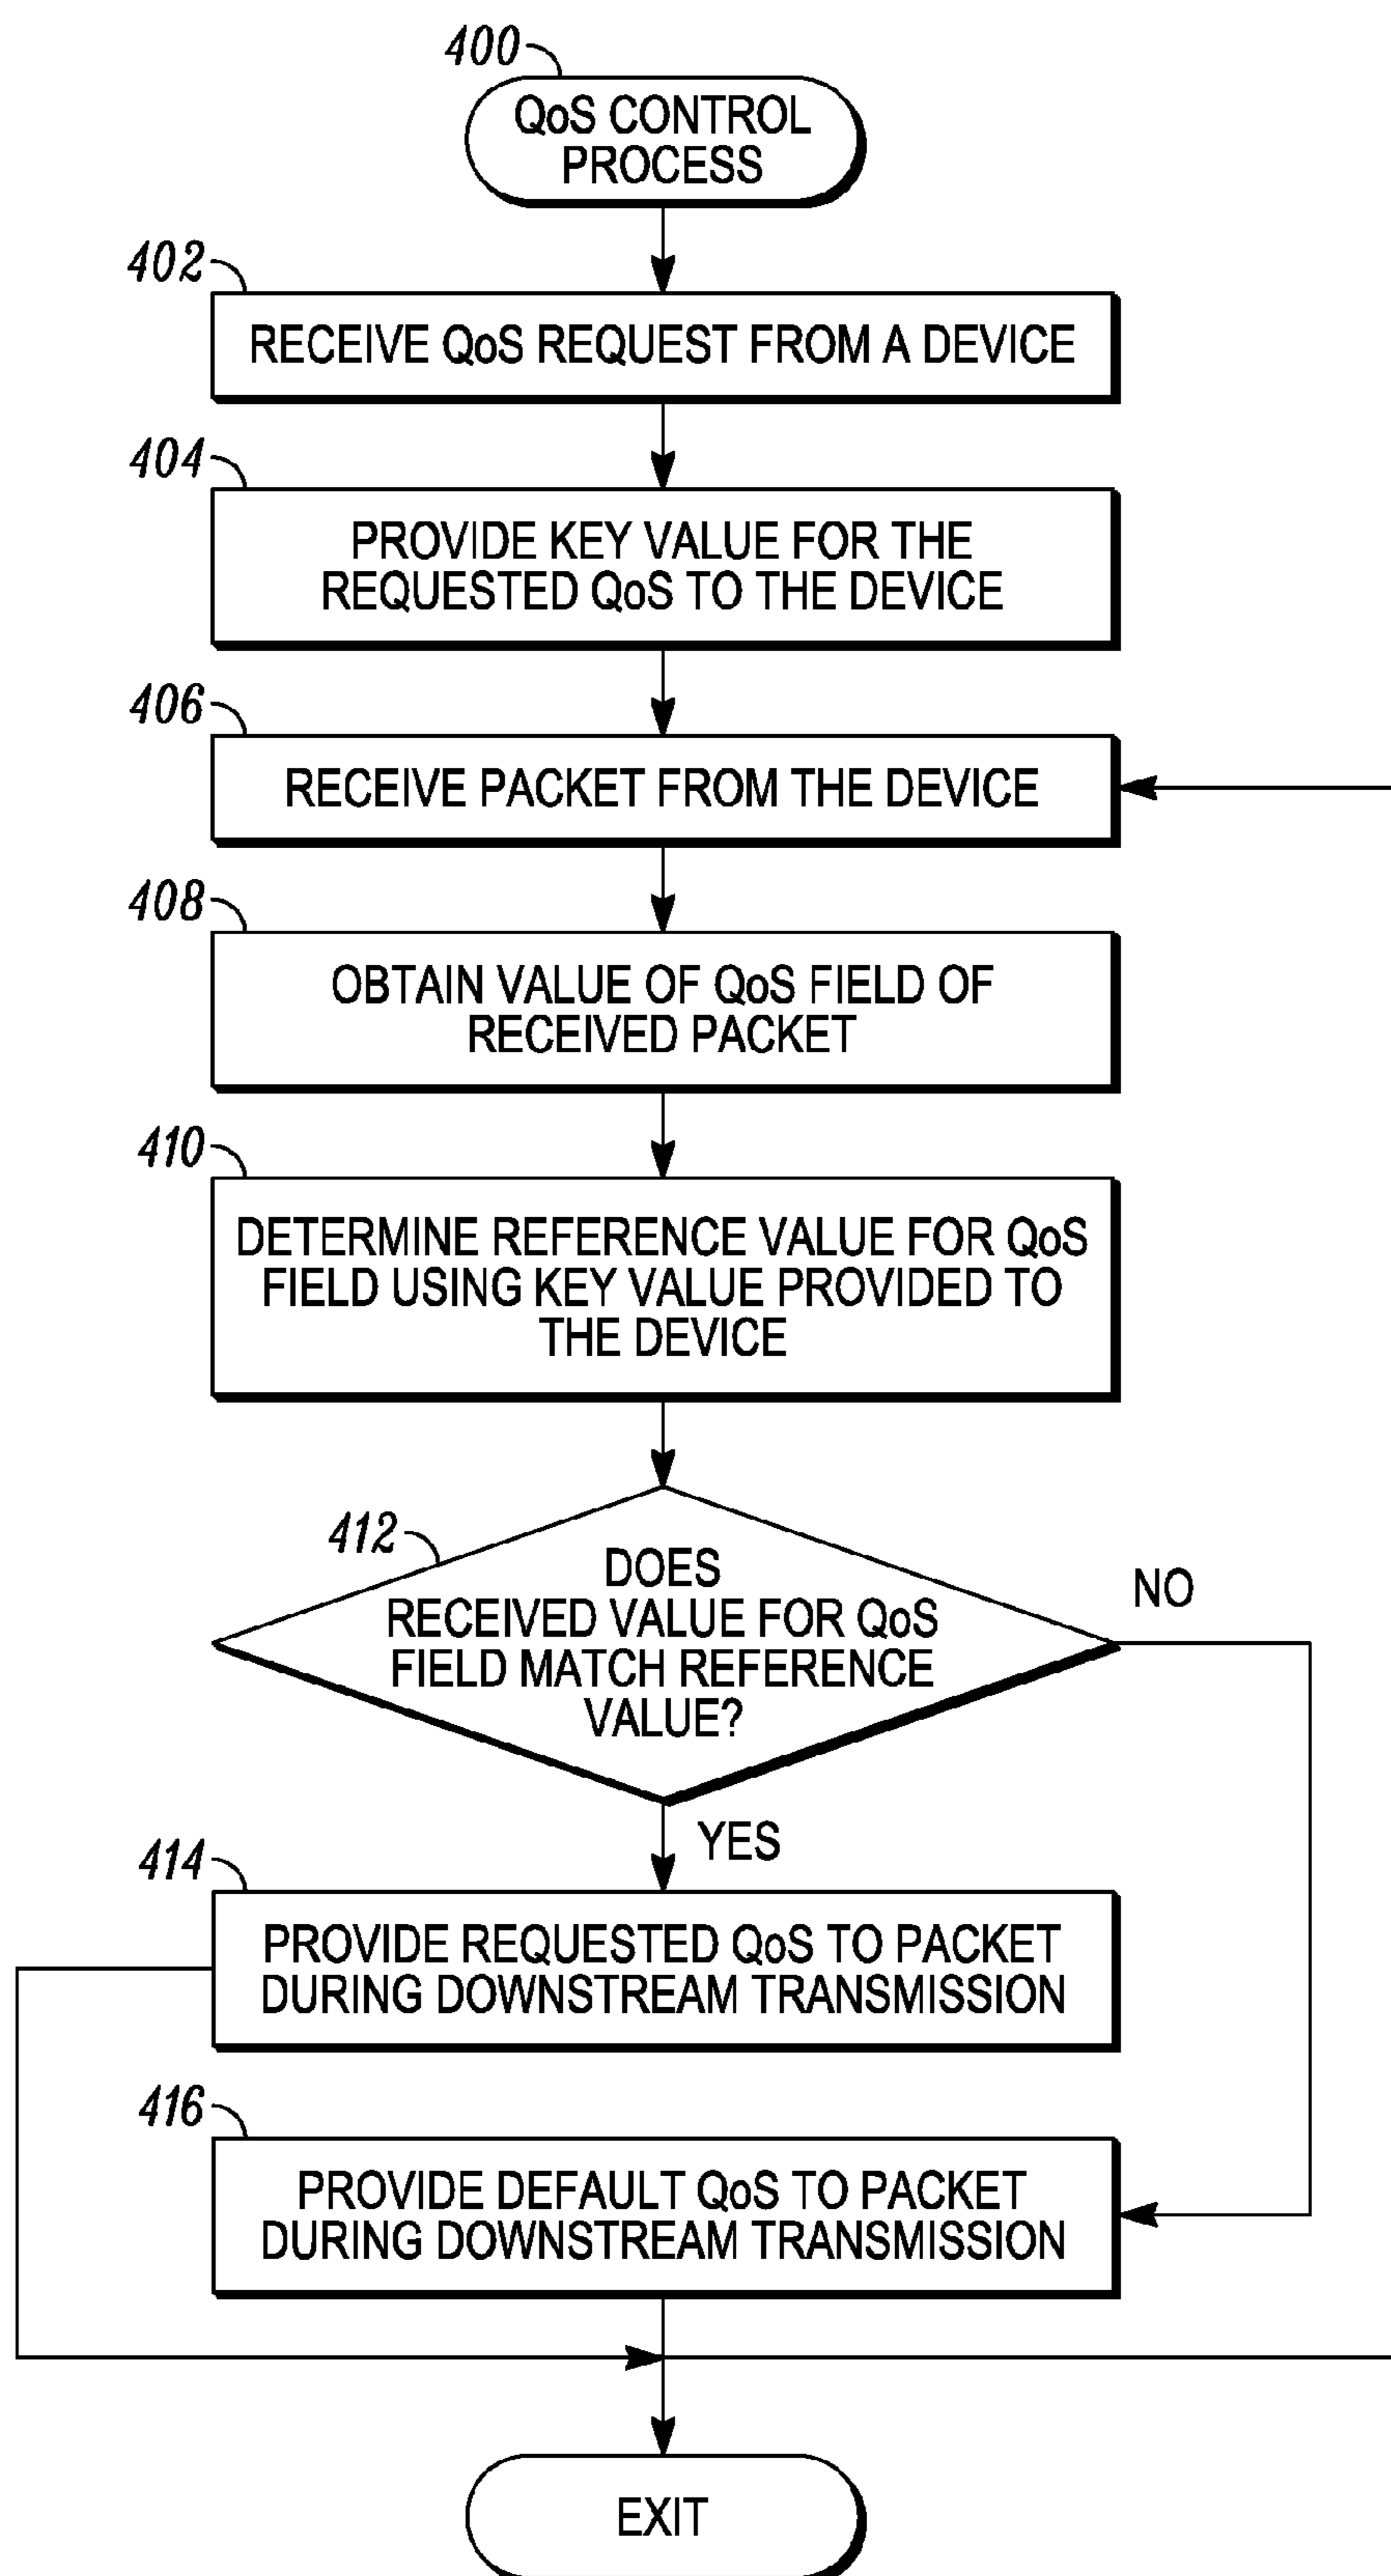 400
QoS CONTROL
PROCESS
402
RECEIVE QoS REQUEST FROM A DEVICE
404
PROVIDE KEY VALUE FOR THE
REQUESTED QoS TO THE DEVICE
406
RECEIVE PACKET FROM THE DEVICE
408
OBTAIN VALUE OF QoS FIELD OF
RECEIVED PACKET
410
DETERMINE REFERENCE VALUE FOR QoS
FIELD USING KEY VALUE PROVIDED TO
THE DEVICE
412
DOES
RECEIVED VALUE FOR QoS
FIELD MATCH REFERENCE
VALUE?
NO
YES
414
PROVIDE REQUESTED QoS TO PACKET
DURING DOWNSTREAM TRANSMISSION
416
PROVIDE DEFAULT QoS TO PACKET
DURING DOWNSTREAM TRANSMISSION
EXIT